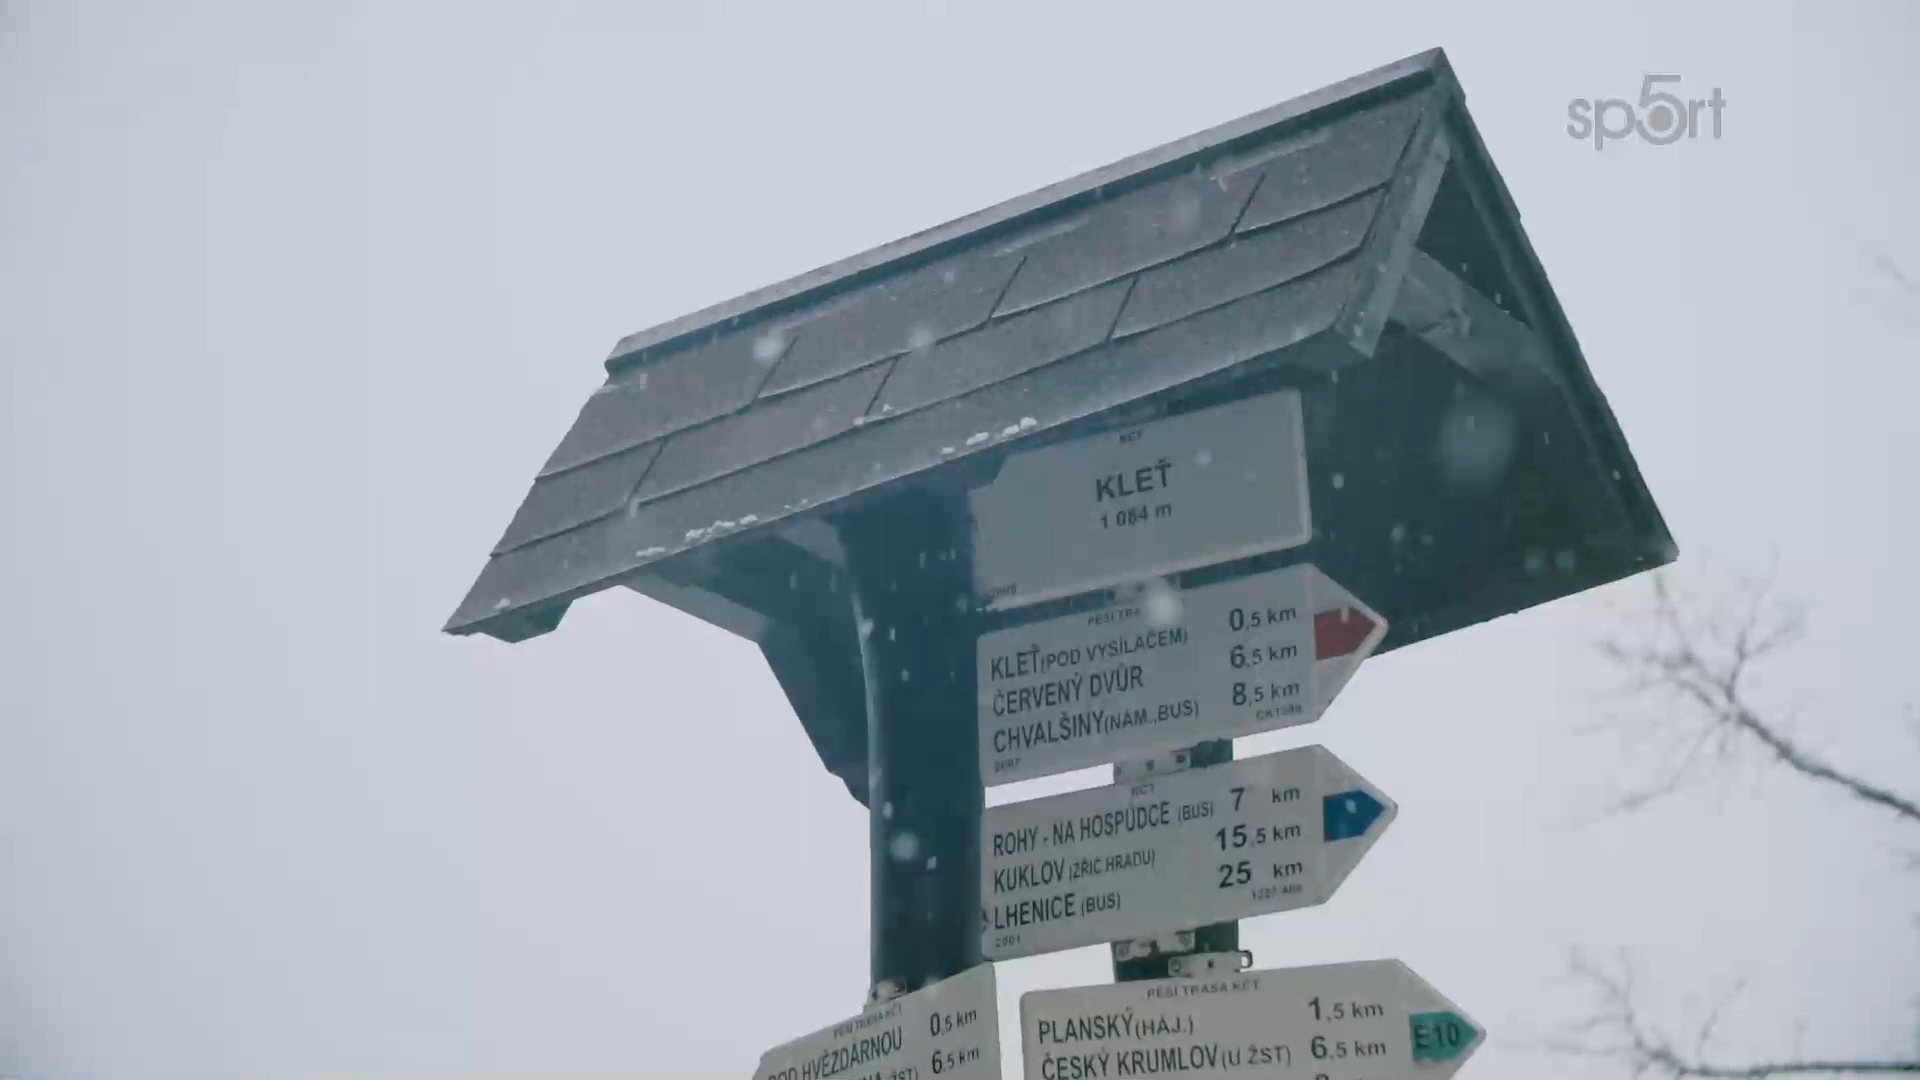 sp5rt
KČT
KLEŤ
1 084 m
PĚŠÍ TRA
KLEŤ(POD VYSÍLAČEM) 0,5 km
ČERVENÝ DVŮR 6,5 km
CHVALŠINY(NÁM.,BUS) 8,5 km
KČT
ROHY - NA HOSPŮDCE (BUS) 7 km
KUKLOV (ZŘÍC.HRADU) 15,5 km
LHENICE (BUS) 25 km
2001
PĚŠÍ TRASA KČT
POD HVĚZDÁRNOU 0,5 km
6,5 km
PĚŠÍ TRASA KČT
PLANSKÝ(HÁJ.) 1,5 km
ČESKÝ KRUMLOV(U ŽST) 6,5 km
E10